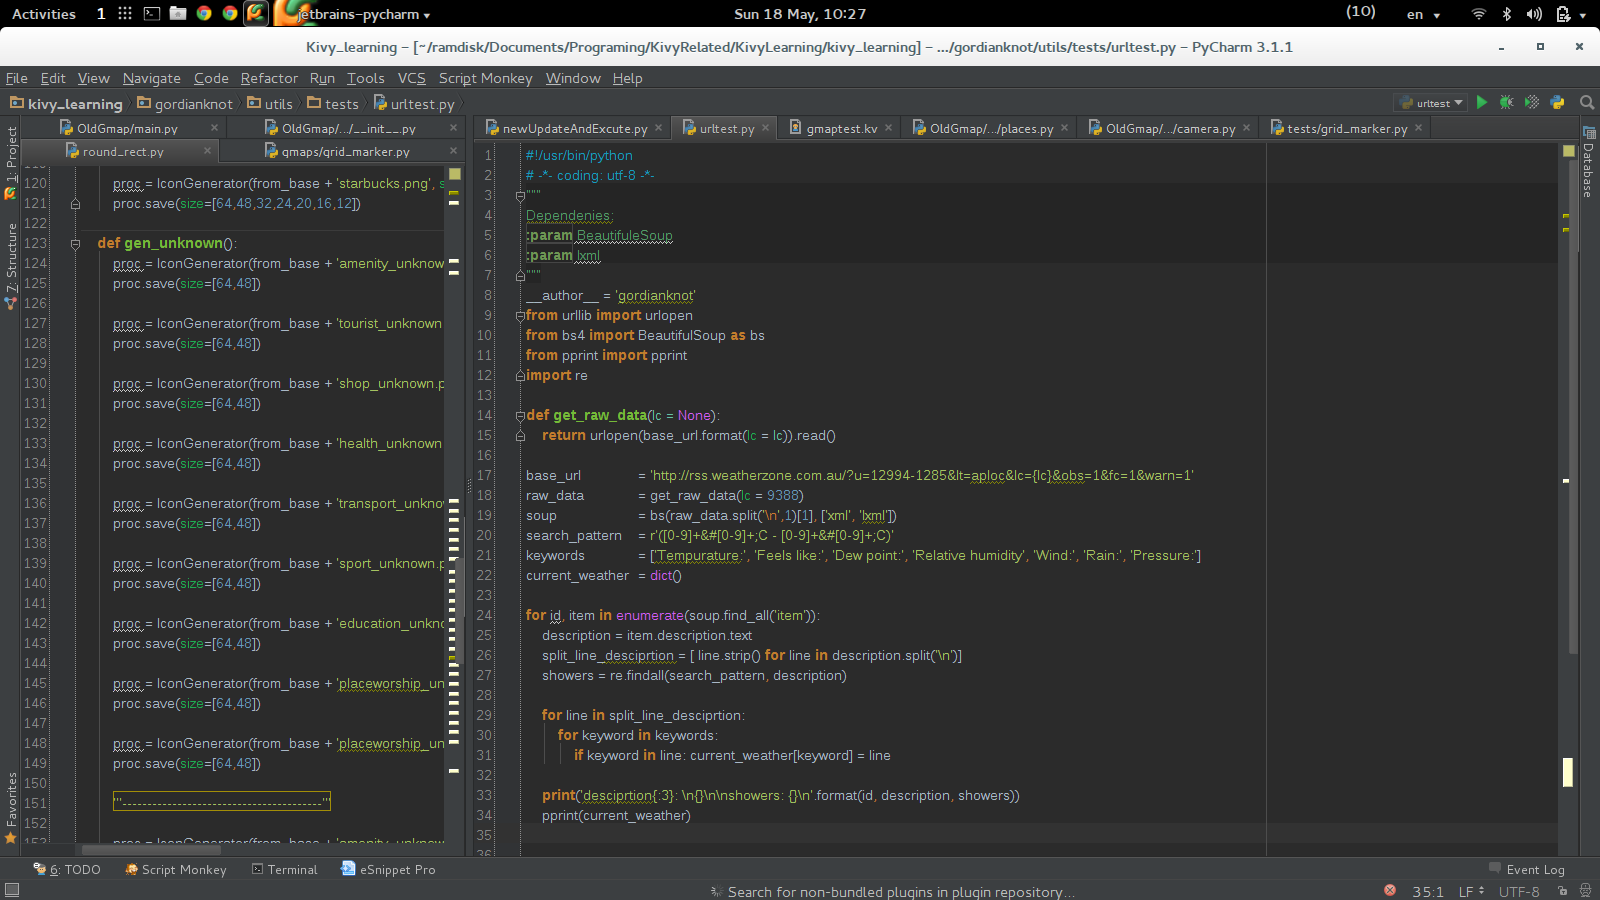 Activities 1 jetbrains-pycharm ▾ Sun 18 May, 10:27 (10) en ▾
Kivy_learning – [~/ramdisk/Documents/Programing/KivyRelated/KivyLearning/kivy_learning] – .../gordianknot/utils/tests/urltest.py – PyCharm 3.1.1
File Edit View Navigate Code Refactor Run Tools VCS Script Monkey Window Help
kivy_learning gordianknot utils tests urltest.py urltest
OldGmap/main.py OldGmap/.../__init__.py
round_rect.py qmaps/grid_marker.py
newUpdateAndExcute.py urltest.py gmaptest.kv OldGmap/.../places.py OldGmap/.../camera.py tests/grid_marker.py
1: Project
7: Structure
Favorites
Database
120 proc = IconGenerator(from_base + 'starbucks.png', s
121 proc.save(size=[64,48,32,24,20,16,12])
122
123 def gen_unknown():
124 proc = IconGenerator(from_base + 'amenity_unknow
125 proc.save(size=[64,48])
126
127 proc = IconGenerator(from_base + 'tourist_unknown
128 proc.save(size=[64,48])
129
130 proc = IconGenerator(from_base + 'shop_unknown.p
131 proc.save(size=[64,48])
132
133 proc = IconGenerator(from_base + 'health_unknown
134 proc.save(size=[64,48])
135
136 proc = IconGenerator(from_base + 'transport_unkno
137 proc.save(size=[64,48])
138
139 proc = IconGenerator(from_base + 'sport_unknown.p
140 proc.save(size=[64,48])
141
142 proc = IconGenerator(from_base + 'education_unkno
143 proc.save(size=[64,48])
144
145 proc = IconGenerator(from_base + 'placeworship_un
146 proc.save(size=[64,48])
147
148 proc = IconGenerator(from_base + 'placeworship_un
149 proc.save(size=[64,48])
150
151 '''----------------------------------------'''
152
1 #!/usr/bin/python
2 # -*- coding: utf-8 -*-
3 """
4 Dependenies:
5 :param BeautifuleSoup
6 :param lxml
7 """
8 __author__ = 'gordianknot'
9 from urllib import urlopen
10 from bs4 import BeautifulSoup as bs
11 from pprint import pprint
12 import re
13
14 def get_raw_data(lc = None):
15 return urlopen(base_url.format(lc = lc)).read()
16
17 base_url = 'http://rss.weatherzone.com.au/?u=12994-1285&lt=aploc&lc={lc}&obs=1&fc=1&warn=1'
18 raw_data = get_raw_data(lc = 9388)
19 soup = bs(raw_data.split('\n',1)[1], ['xml', 'lxml'])
20 search_pattern = r'([0-9]+&#[0-9]+;C - [0-9]+&#[0-9]+;C)'
21 keywords = ['Tempurature:', 'Feels like:', 'Dew point:', 'Relative humidity', 'Wind:', 'Rain:', 'Pressure:']
22 current_weather = dict()
23
24 for id, item in enumerate(soup.find_all('item')):
25 description = item.description.text
26 split_line_desciprtion = [ line.strip() for line in description.split('\n')]
27 showers = re.findall(search_pattern, description)
28
29 for line in split_line_desciprtion:
30 for keyword in keywords:
31 if keyword in line: current_weather[keyword] = line
32
33 print('desciprtion{:3}: \n{}\n\nshowers: {}\n'.format(id, description, showers))
34 pprint(current_weather)
35
36
6: TODO Script Monkey Terminal eSnippet Pro Event Log
Search for non-bundled plugins in plugin repository... 35:1 LF UTF-8